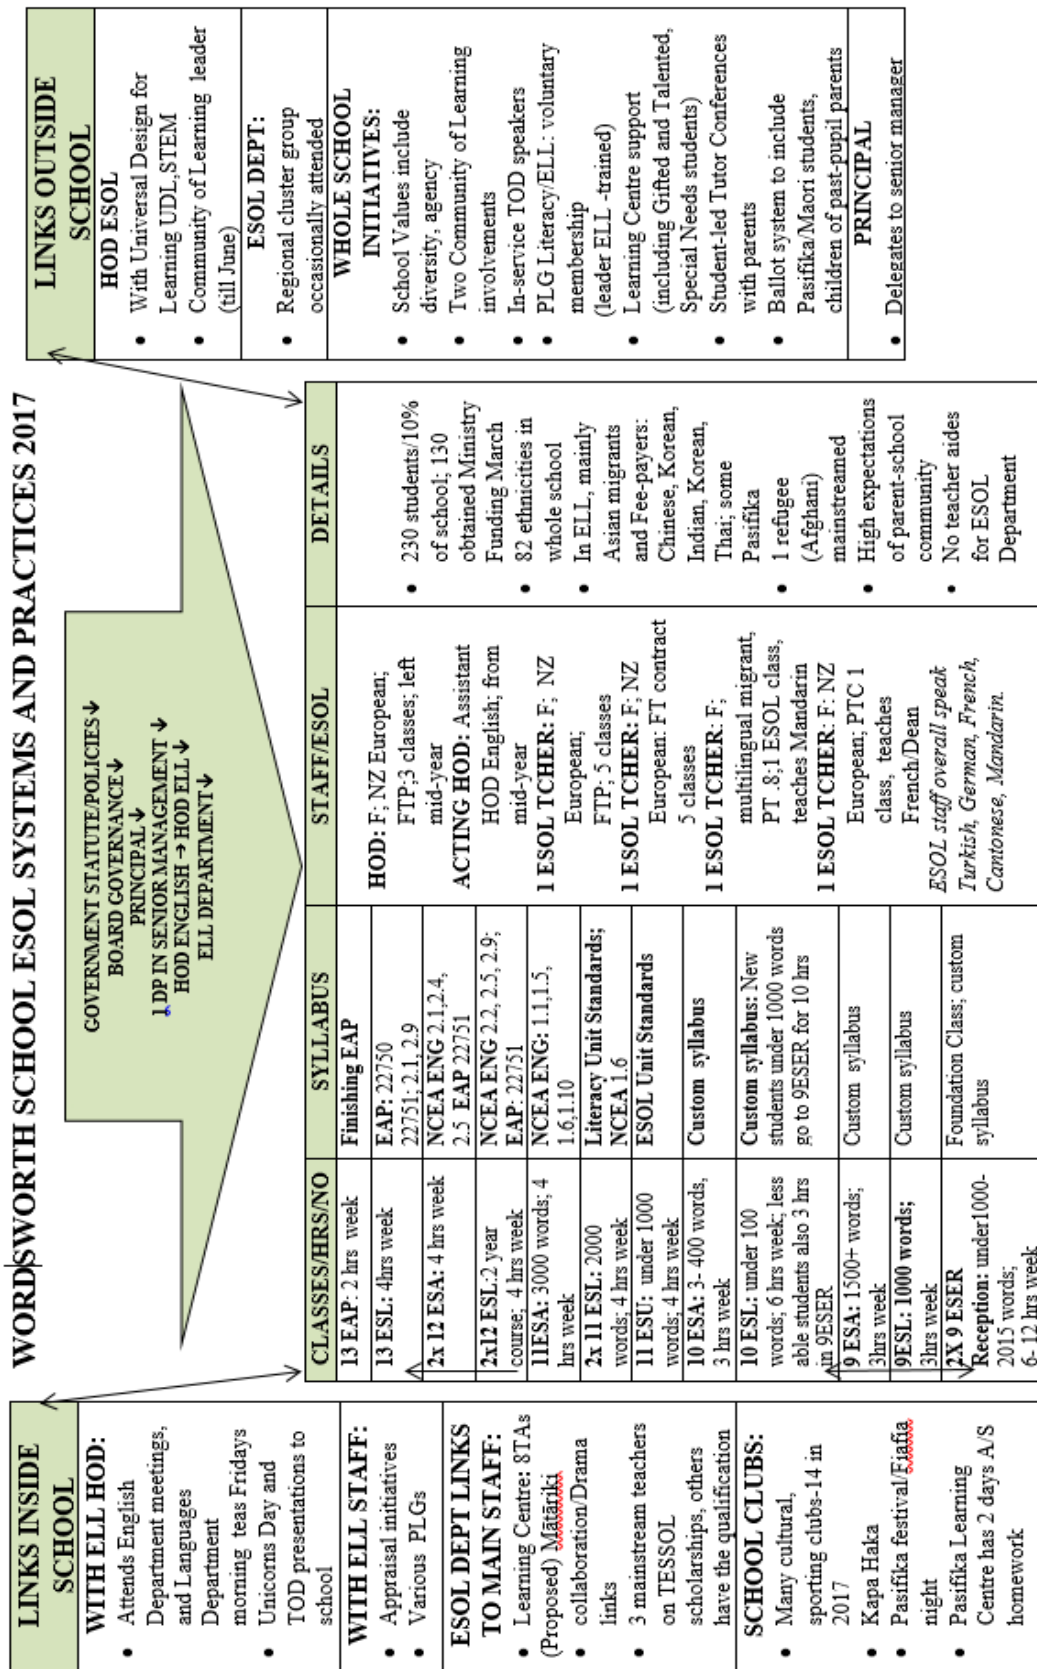 WORDSWORTH SCHOOL ESOL SYSTEMS AND PRACTICES 2017
GOVERNMENT STATUTE/POLICIES↓
BOARD GOVERNANCE↓
PRINCIPAL↓
1 DP IN SENIOR MANAGEMENT↓
HOD ENGLISH → HOD ELL↓
ELL DEPARTMENT↓
LINKS INSIDE
SCHOOL
WITH ELL HOD:
• Attends English
Department meetings,
and Languages
Department
morning teas Fridays
• Unicorns Day and
TOD presentations to
school
WITH ELL STAFF:
• Appraisal initiatives
• Various PLGs
ESOL DEPT LINKS
TO MAIN STAFF:
• Learning Centre: 8TAs
(Proposed) Mātāriki
• collaboration/Drama
links
• 3 mainstream teachers
on TESSOL
scholarships, others
have the qualification
SCHOOL CLUBS:
• Many cultural,
sporting clubs-14 in
2017
• Kapa Haka
• Pasifika festival/Fiafia
night
• Pasifika Learning
Centre has 2 days A/S
homework
CLASSES/HRS/NO
SYLLABUS
STAFF/ESOL
DETAILS
13 EAP: 2 hrs week
Finishing EAP
13 ESL: 4hrs week
EAP: 22750
22751; 2.1, 2.9
2x 12 ESA: 4 hrs week
NCEA ENG 2.1,2.4,
2.5 EAP 22751
2x12 ESL:2 year
course; 4 hrs week
NCEA ENG 2.2, 2.5, 2.9;
EAP: 22751
11ESA: 3000 words; 4
hrs week
NCEA ENG: 1.1,1.5,
1.6,1.10
2x 11 ESL: 2000
words; 4 hrs week
Literacy Unit Standards;
NCEA 1.6
11 ESU: under 1000
words; 4 hrs week
ESOL Unit Standards
10 ESA: 3- 400 words,
3 hrs week
Custom syllabus
10 ESL: under 100
words; 6 hrs week; less
able students also 3 hrs
in 9ESER
Custom syllabus: New
students under 1000 words
go to 9ESER for 10 hrs
9 ESA: 1500+ words;
3hrs week
Custom syllabus
9ESL: 1000 words;
3hrs week
Custom syllabus
2X 9 ESER
Reception: under1000-
2015 words;
6- 12 hrs week
Foundation Class; custom
syllabus
HOD: F; NZ European;
FTP;3 classes; left
mid-year
ACTING HOD: Assistant
HOD English; from
mid-year
1 ESOL TCHER: F; NZ
European;
FTP; 5 classes
1 ESOL TCHER: F; NZ
European: FT contract
5 classes
1 ESOL TCHER: F;
multilingual migrant,
PT .8;1 ESOL class,
teaches Mandarin
1 ESOL TCHER: F: NZ
European; PTC 1
class, teaches
French/Dean
ESOL staff overall speak
Turkish, German, French,
Cantonese, Mandarin.
• 230 students/10%
of school; 130
obtained Ministry
Funding March
• 82 ethnicities in
whole school
• In ELL, mainly
Asian migrants
and Fee-payers:
Chinese, Korean,
Indian, Korean,
Thai; some
Pasifika
• 1 refugee
(Afghani)
mainstreamed
• High expectations
of parent-school
community
• No teacher aides
for ESOL
Department
LINKS OUTSIDE
SCHOOL
HOD ESOL
• With Universal Design for
Learning UDL,STEM
• Community of Learning leader
(till June)
ESOL DEPT:
• Regional cluster group
occasionally attended
WHOLE SCHOOL
INITIATIVES:
• School Values include
diversity, agency
• Two Community of Learning
involvements
• In-service TOD speakers
• PLG Literacy/ELL: voluntary
membership
(leader ELL -trained)
• Learning Centre support
(including Gifted and Talented,
Special Needs students)
• Student-led Tutor Conferences
with parents
• Ballot system to include
Pasifika/Maori students,
children of past-pupil parents
PRINCIPAL
• Delegates to senior manager